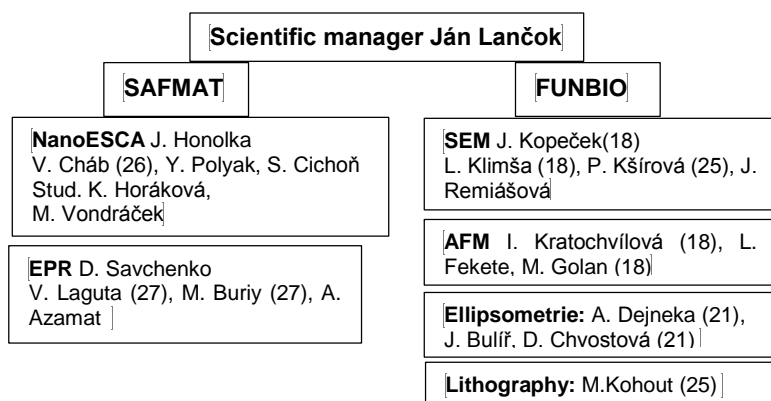 Scientific manager Ján Lančok
SAFMAT
FUNBIO
NanoESCA J. Honolka
V. Cháb (26), Y. Polyak, S. Cichoň
Stud. K. Horáková,
M. Vondráček
EPR D. Savchenko
V. Laguta (27), M. Buriy (27), A.
Azamat
SEM J. Kopeček(18)
L. Klimša (18), P. Kšírová (25), J.
Remiášová
AFM I. Kratochvílová (18), L.
Fekete, M. Golan (18)
Ellipsometrie: A. Dejneka (21),
J. Bulíř, D. Chvostová (21)
Lithography: M.Kohout (25)